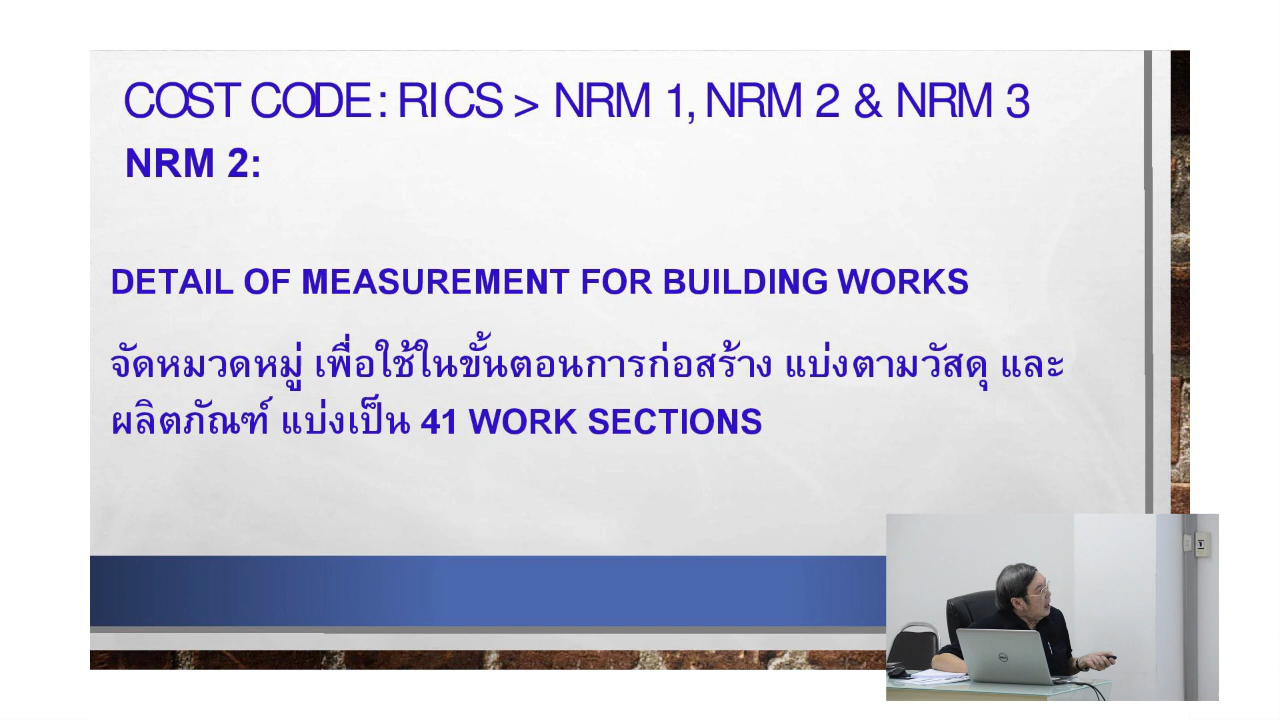 COST CODE: RICS > NRM 1, NRM 2 & NRM 3
NRM 2:
DETAIL OF MEASUREMENT FOR BUILDING WORKS
จัดหมวดหมู่ เพื่อใช้ในขั้นตอนการก่อสร้าง แบ่งตามวัสดุ และ
ผลิตภัณฑ์ แบ่งเป็น 41 WORK SECTIONS
DELL